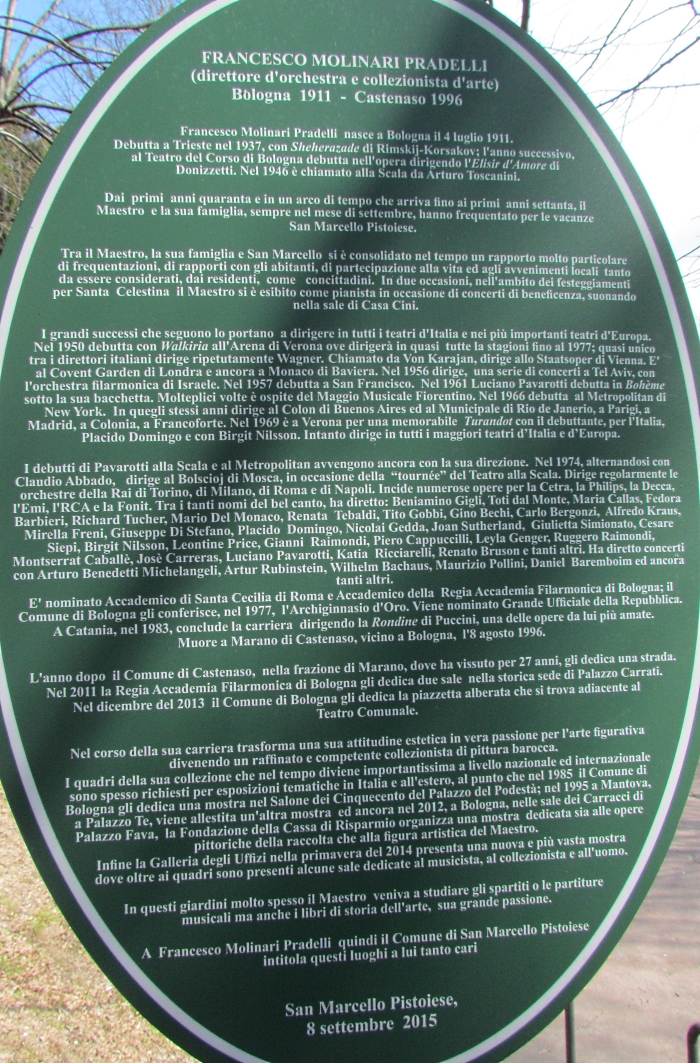 FRANCESCO MOLINARI PRADELLI
(direttore d'orchestra e collezionista d'arte)
Bologna 1911 - Castenaso 1996
Francesco Molinari Pradelli nasce a Bologna il 4 luglio 1911.
Debutta a Trieste nel 1937, con Sheherazade di Rimskij-Korsakov; l'anno successivo,
al Teatro del Corso di Bologna debutta nell'opera dirigendo l'Elisir d'Amore di
Donizzetti. Nel 1946 è chiamato alla Scala da Arturo Toscanini.
Dai primi anni quaranta e in un arco di tempo che arriva fino ai primi anni settanta, il
Maestro e la sua famiglia, sempre nel mese di settembre, hanno frequentato per le vacanze
San Marcello Pistoiese.
Tra il Maestro, la sua famiglia e San Marcello si è consolidato nel tempo un rapporto molto particolare
di frequentazioni, di rapporti con gli abitanti, di partecipazione alla vita ed agli avvenimenti locali tanto
da essere considerati, dai residenti, come concittadini. In due occasioni, nell'ambito dei festeggiamenti
per Santa Celestina il Maestro si è esibito come pianista in occasione di concerti di beneficenza, suonando
nella sale di Casa Cini.
I grandi successi che seguono lo portano a dirigere in tutti i teatri d'Italia e nei più importanti teatri d'Europa.
Nel 1950 debutta con Walkiria all'Arena di Verona ove dirigerà in quasi tutte la stagioni fino al 1977; quasi unico
tra i direttori italiani dirige ripetutamente Wagner. Chiamato da Von Karajan, dirige allo Staatsoper di Vienna. E'
al Covent Garden di Londra e ancora a Monaco di Baviera. Nel 1956 dirige, una serie di concerti a Tel Aviv, con
l'orchestra filarmonica di Israele. Nel 1957 debutta a San Francisco. Nel 1961 Luciano Pavarotti debutta in Bohème
sotto la sua bacchetta. Molteplici volte è ospite del Maggio Musicale Fiorentino. Nel 1966 debutta al Metropolitan di
New York. In quegli stessi anni dirige al Colon di Buenos Aires ed al Municipale di Rio de Janerio, a Parigi, a
Madrid, a Colonia, a Francoforte. Nel 1969 è a Verona per una memorabile Turandot con il debuttante, per l'Italia,
Placido Domingo e con Birgit Nilsson. Intanto dirige in tutti i maggiori teatri d'Italia e d'Europa.
I debutti di Pavarotti alla Scala e al Metropolitan avvengono ancora con la sua direzione. Nel 1974, alternandosi con
Claudio Abbado, dirige al Bolscioj di Mosca, in occasione della "tournée" del Teatro alla Scala. Dirige regolarmente le
orchestre della Rai di Torino, di Milano, di Roma e di Napoli. Incide numerose opere per la Cetra, la Philips, la Decca,
l'Emi, l'RCA e la Fonit. Tra i tanti nomi del bel canto, ha diretto: Beniamino Gigli, Toti dal Monte, Maria Callas, Fedora
Barbieri, Richard Tucher, Mario Del Monaco, Renata Tebaldi, Tito Gobbi, Gino Bechi, Carlo Bergonzi, Alfredo Kraus,
Mirella Freni, Giuseppe Di Stefano, Placido Domingo, Nicolai Gedda, Joan Sutherland, Giulietta Simionato, Cesare
Siepi, Birgit Nilsson, Leontine Price, Gianni Raimondi, Piero Cappuccilli, Leyla Genger, Ruggero Raimondi,
Montserrat Caballè, Josè Carreras, Luciano Pavarotti, Katia Ricciarelli, Renato Bruson e tanti altri. Ha diretto concerti
con Arturo Benedetti Michelangeli, Artur Rubinstein, Wilhelm Bachaus, Maurizio Pollini, Daniel Baremboim ed ancora
tanti altri.
E' nominato Accademico di Santa Cecilia di Roma e Accademico della Regia Accademia Filarmonica di Bologna; il
Comune di Bologna gli conferisce, nel 1977, l'Archiginnasio d'Oro. Viene nominato Grande Ufficiale della Repubblica.
A Catania, nel 1983, conclude la carriera dirigendo la Rondine di Puccini, una delle opere da lui più amate.
Muore a Marano di Castenaso, vicino a Bologna, l'8 agosto 1996.
L'anno dopo il Comune di Castenaso, nella frazione di Marano, dove ha vissuto per 27 anni, gli dedica una strada.
Nel 2011 la Regia Accademia Filarmonica di Bologna gli dedica due sale nella storica sede di Palazzo Carrati.
Nel dicembre del 2013 il Comune di Bologna gli dedica la piazzetta alberata che si trova adiacente al
Teatro Comunale.
Nel corso della sua carriera trasforma una sua attitudine estetica in vera passione per l'arte figurativa
divenendo un raffinato e competente collezionista di pittura barocca.
I quadri della sua collezione che nel tempo diviene importantissima a livello nazionale ed internazionale
sono spesso richiesti per esposizioni tematiche in Italia e all'estero, al punto che nel 1985 il Comune di
Bologna gli dedica una mostra nel Salone dei Cinquecento del Palazzo del Podestà; nel 1995 a Mantova,
a Palazzo Te, viene allestita un'altra mostra ed ancora nel 2012, a Bologna, nelle sale dei Carracci di
Palazzo Fava, la Fondazione della Cassa di Risparmio organizza una mostra dedicata sia alle opere
pittoriche della raccolta che alla figura artistica del Maestro.
Infine la Galleria degli Uffizi nella primavera del 2014 presenta una nuova e più vasta mostra
dove oltre ai quadri sono presenti alcune sale dedicate al musicista, al collezionista e all'uomo.
In questi giardini molto spesso il Maestro veniva a studiare gli spartiti o le partiture
musicali ma anche i libri di storia dell'arte, sua grande passione.
A Francesco Molinari Pradelli quindi il Comune di San Marcello Pistoiese
intitola questi luoghi a lui tanto cari
San Marcello Pistoiese,
8 settembre 2015